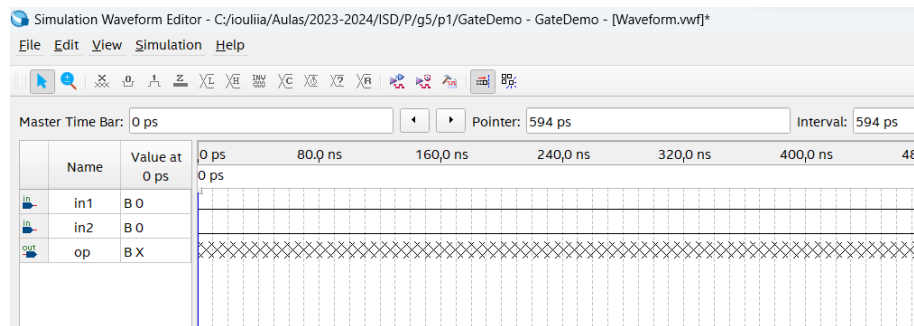 Simulation Waveform Editor - C:/iouliia/Aulas/2023-2024/ISD/P/g5/p1/GateDemo - GateDemo - [Waveform.vwf]*
File Edit View Simulation Help
Master Time Bar: 0 ps Pointer: 594 ps Interval: 594 ps
Name Value at 0 ps 80,0 ns 160,0 ns 240,0 ns 320,0 ns 400,0 ns 48
0 ps 0 ps
in in1 B 0
in in2 B 0
out op B X